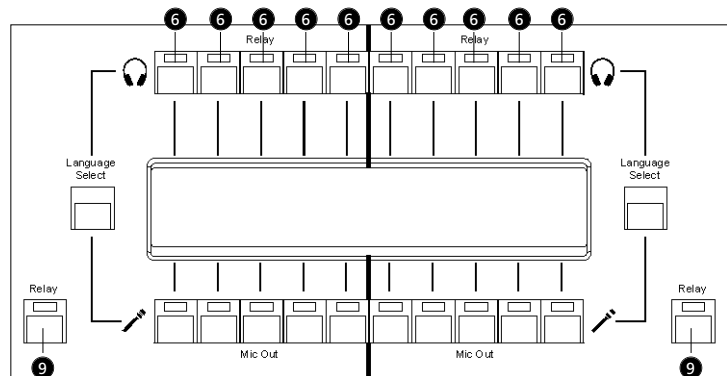 6 6 6 6 6 6 6 6 6 6
Relay Relay
Language
Select
Language
Select
Relay Relay
Mic Out Mic Out
9 9